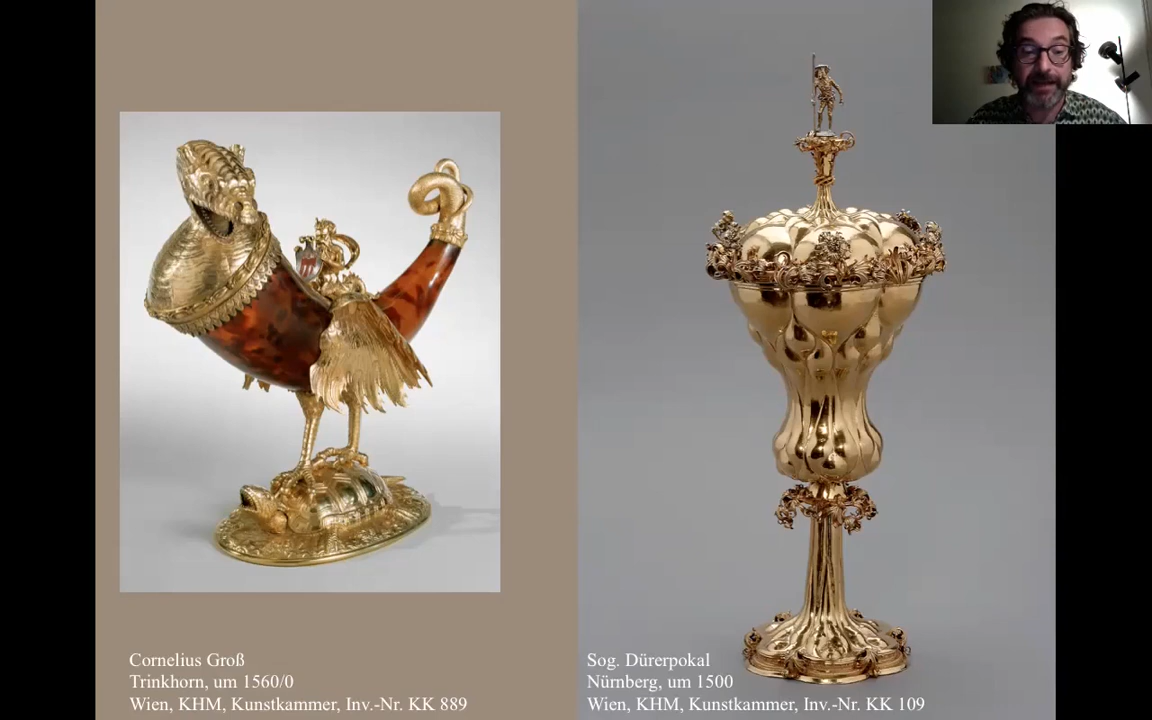 Cornelius Groß
Trinkhorn, um 1560/0
Wien, KHM, Kunstkammer, Inv.-Nr. KK 889
Sog. Dürerpokal
Nürnberg, um 1500
Wien, KHM, Kunstkammer, Inv.-Nr. KK 109